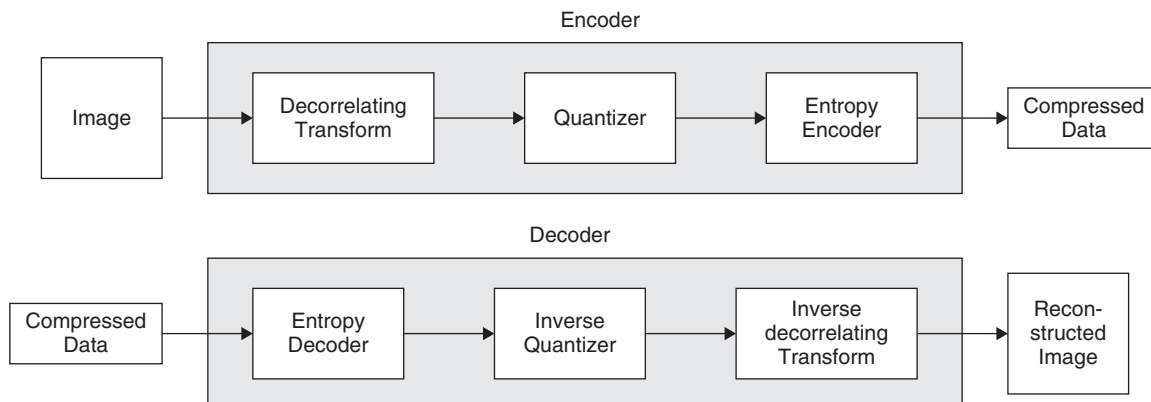 Encoder
Image
Decorrelating
Transform
Quantizer
Entropy
Encoder
Compressed
Data
Decoder
Compressed
Data
Entropy
Decoder
Inverse
Quantizer
Inverse
decorrelating
Transform
Recon-
structed
Image